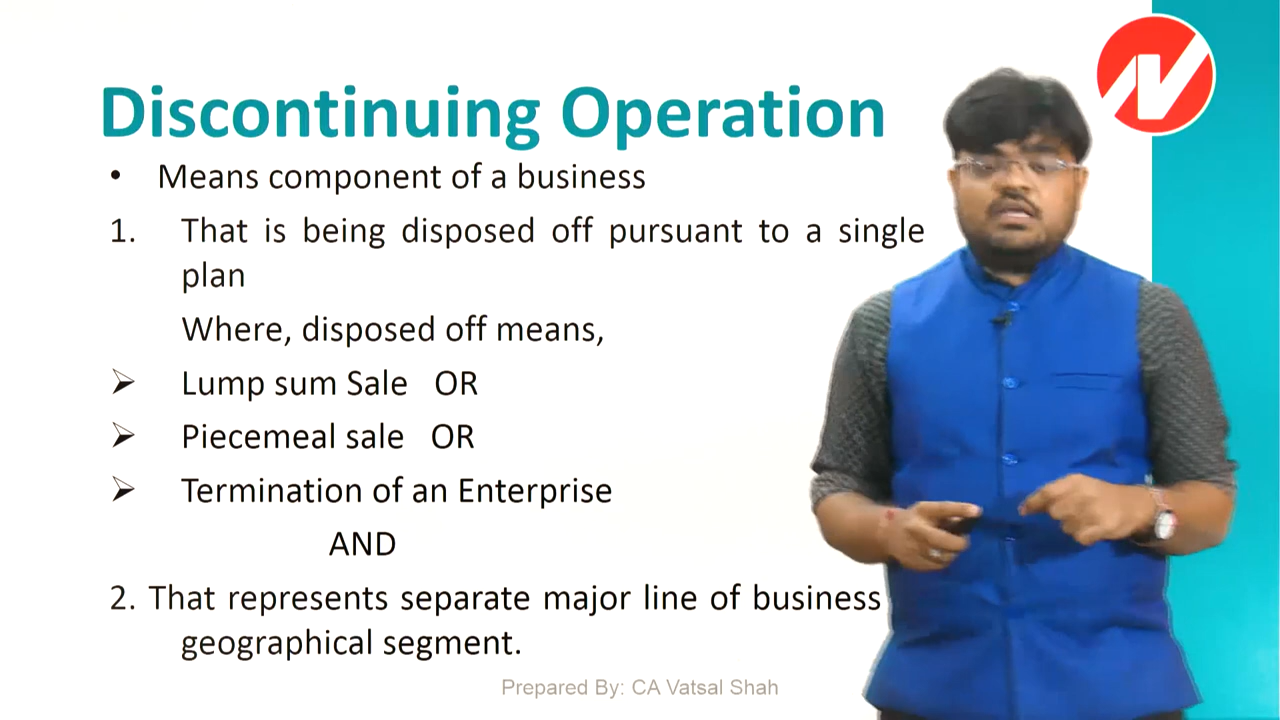 Discontinuing Operation
• Means component of a business
1. That is being disposed off pursuant to a single
plan
Where, disposed off means,
➢ Lump sum Sale OR
➢ Piecemeal sale OR
➢ Termination of an Enterprise
AND
2. That represents separate major line of business
geographical segment.
Prepared By: CA Vatsal Shah